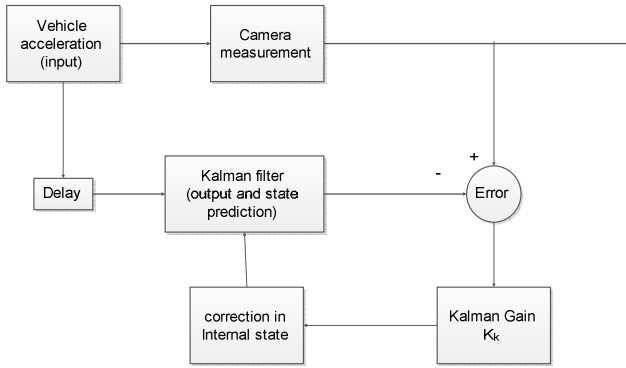 Vehicle
acceleration
(input)
Camera
measurement
+
-
Delay
Kalman filter
(output and state
prediction)
Error
correction in
Internal state
Kalman Gain
Kₖ